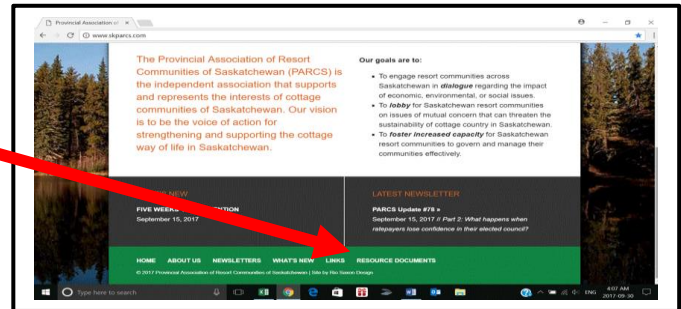 Provincial Association of
www.skparcs.com
The Provincial Association of Resort
Communities of Saskatchewan (PARCS) is
the independent association that supports
and represents the interests of cottage
communities of Saskatchewan. Our vision
is to be the voice of action for
strengthening and supporting the cottage
way of life in Saskatchewan.
Our goals are to:
• To engage resort communities across
Saskatchewan in dialogue regarding the impact
of economic, environmental, or social issues.
• To lobby for Saskatchewan resort communities
on issues of mutual concern that can threaten the
sustainability of cottage country in Saskatchewan.
• To foster increased capacity for Saskatchewan
resort communities to govern and manage their
communities effectively.
NEW
FIVE WEEKS
September 15, 2017
LATEST NEWSLETTER
PARCS Update #78 »
September 15, 2017 // Part 2: What happens when
ratepayers lose confidence in their elected council?
HOME ABOUT US NEWSLETTERS WHAT'S NEW LINKS RESOURCE DOCUMENTS
© 2017 Provincial Association of Resort Communities of Saskatchewan | Site by Rio Saxon Design
Type here to search
ENG
4:07 AM
2017-09-30